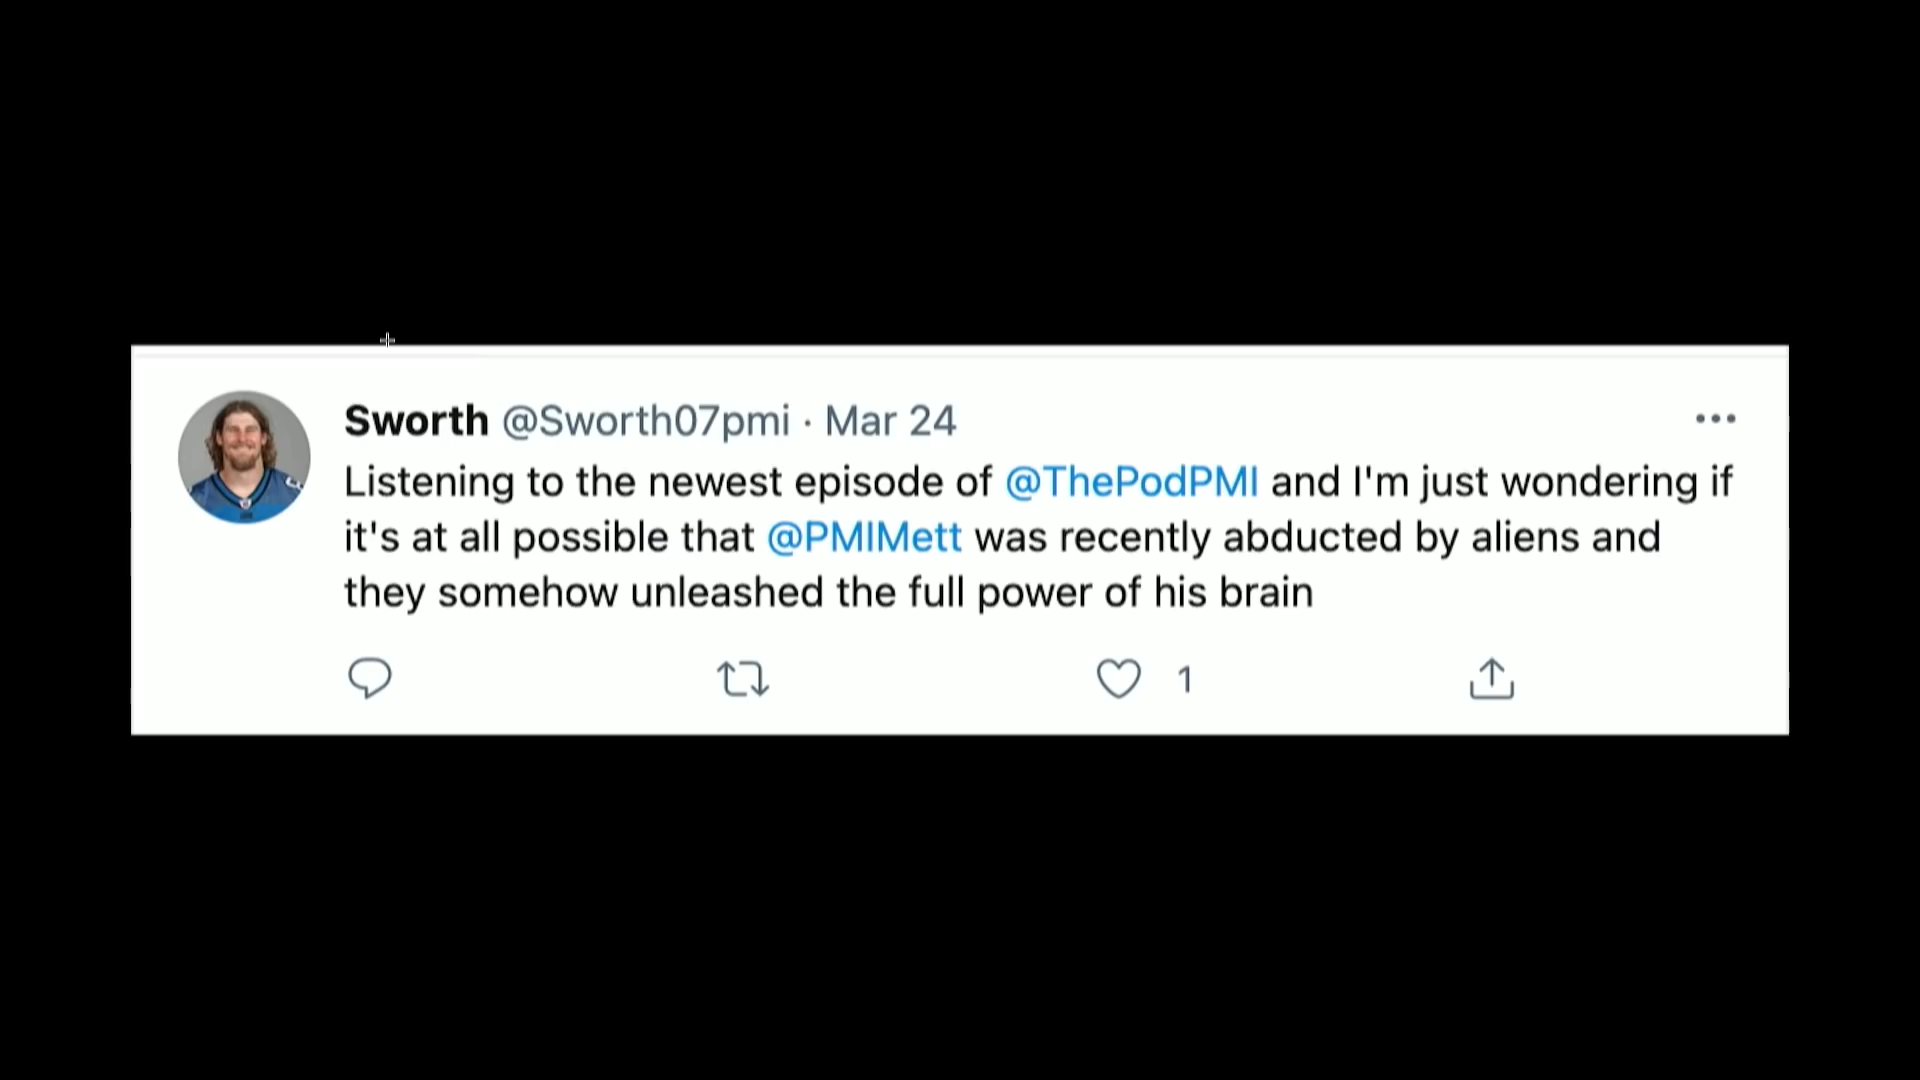 Sworth @Sworth07pmi · Mar 24
Listening to the newest episode of @ThePodPMI and I'm just wondering if
it's at all possible that @PMIMett was recently abducted by aliens and
they somehow unleashed the full power of his brain
1